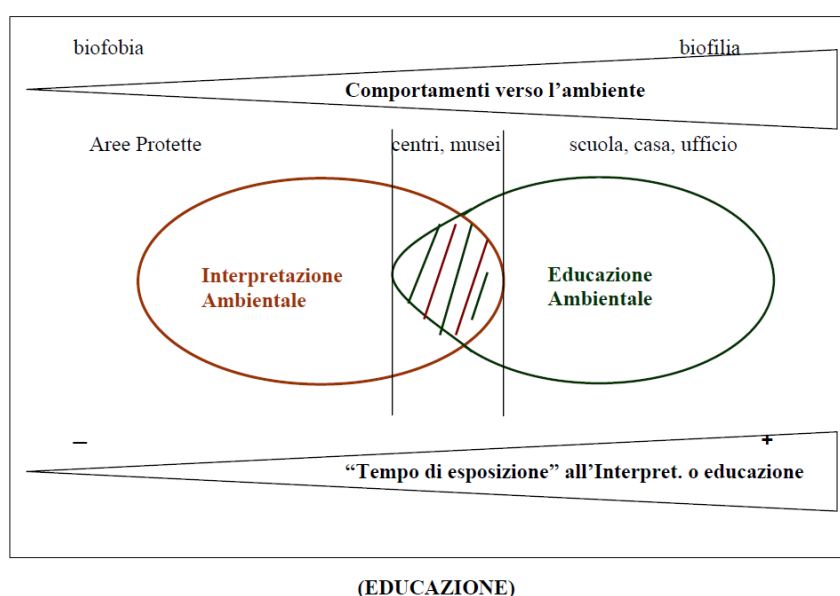 biofobia biofilia
Comportamenti verso l'ambiente
Aree Protette centri, musei scuola, casa, ufficio
Interpretazione Educazione
Ambientale Ambientale
– +
“Tempo di esposizione” all'Interpret. o educazione
(EDUCAZIONE)